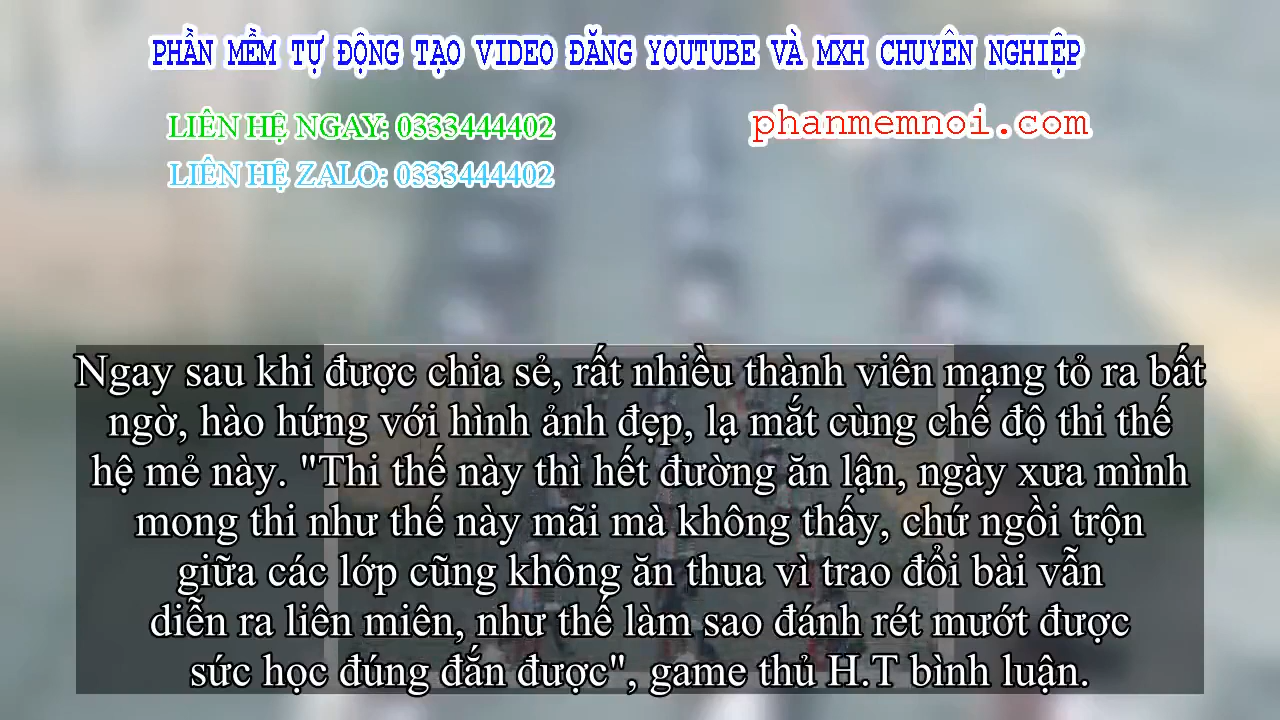 PHẦN MỀM TỰ ĐỘNG TẠO VIDEO ĐĂNG YOUTUBE VÀ MXH CHUYÊN NGHIỆP
LIÊN HỆ NGAY: 0333444402
phanmemnoi.com
LIÊN HỆ ZALO: 0333444402
Ngay sau khi được chia sẻ, rất nhiều thành viên mạng tỏ ra bất
ngờ, hào hứng với hình ảnh đẹp, lạ mắt cùng chế độ thi thế
hệ mẻ này. "Thi thế này thì hết đường ăn lận, ngày xưa mình
mong thi như thế này mãi mà không thấy, chứ ngồi trộn
giữa các lớp cũng không ăn thua vì trao đổi bài vẫn
diễn ra liên miên, như thế làm sao đánh rét mướt được
sức học đúng đắn được", game thủ H.T bình luận.